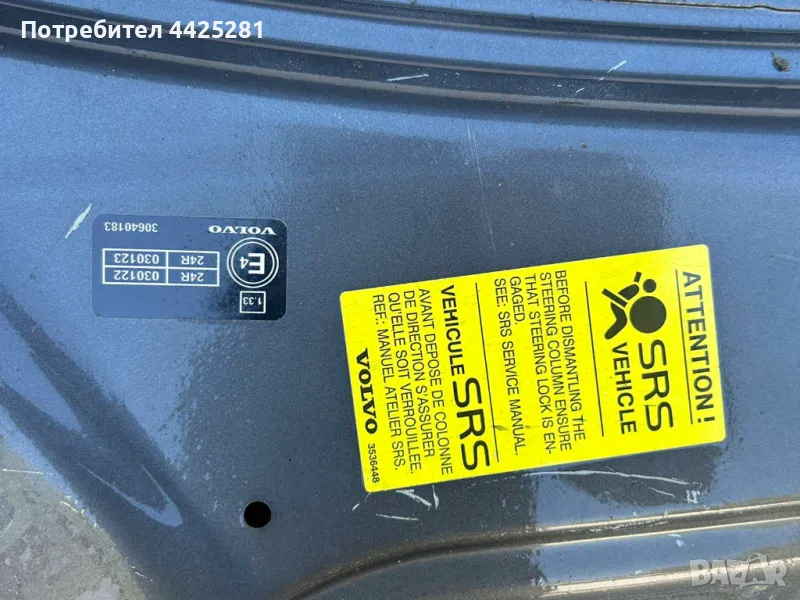 Потребител 4425281
VOLVO
30640183
24R 030122
24R 030123
E4
1.33
ATTENTION !
SRS
VEHICLE
BEFORE DISMANTLING THE
STEERING COLUMN ENSURE
THAT STEERING LOCK IS EN-
GAGED.
SEE: SRS SERVICE MANUAL.
VEHICULE SRS
AVANT DEPOSE DE COLONNE
DE DIRECTION S'ASSURER
QU'ELLE SOIT VERROUILLEE.
REF: MANUEL ATELIER SRS.
VOLVO
3536448
BAZAR